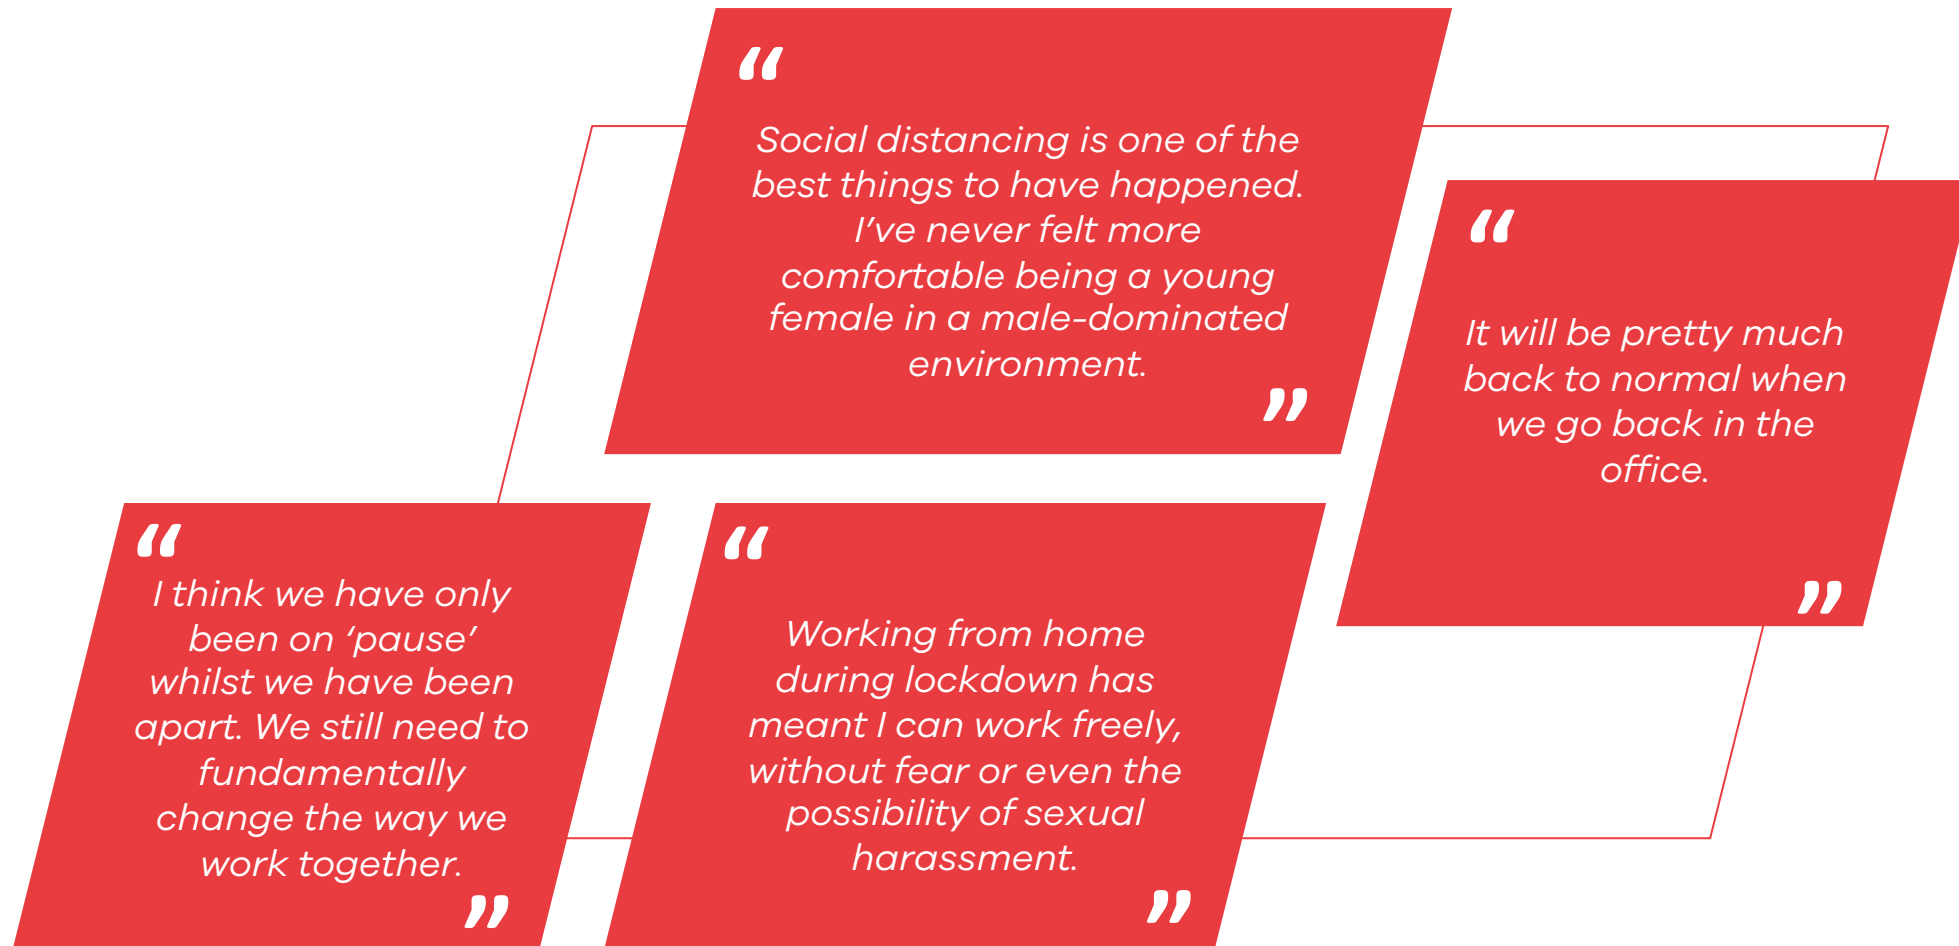 “
Social distancing is one of the
best things to have happened.
I’ve never felt more
comfortable being a young
female in a male-dominated
environment.
”
“
It will be pretty much
back to normal when
we go back in the
office.
”
“
I think we have only
been on ‘pause’
whilst we have been
apart. We still need to
fundamentally
change the way we
work together.
”
“
Working from home
during lockdown has
meant I can work freely,
without fear or even the
possibility of sexual
harassment.
”